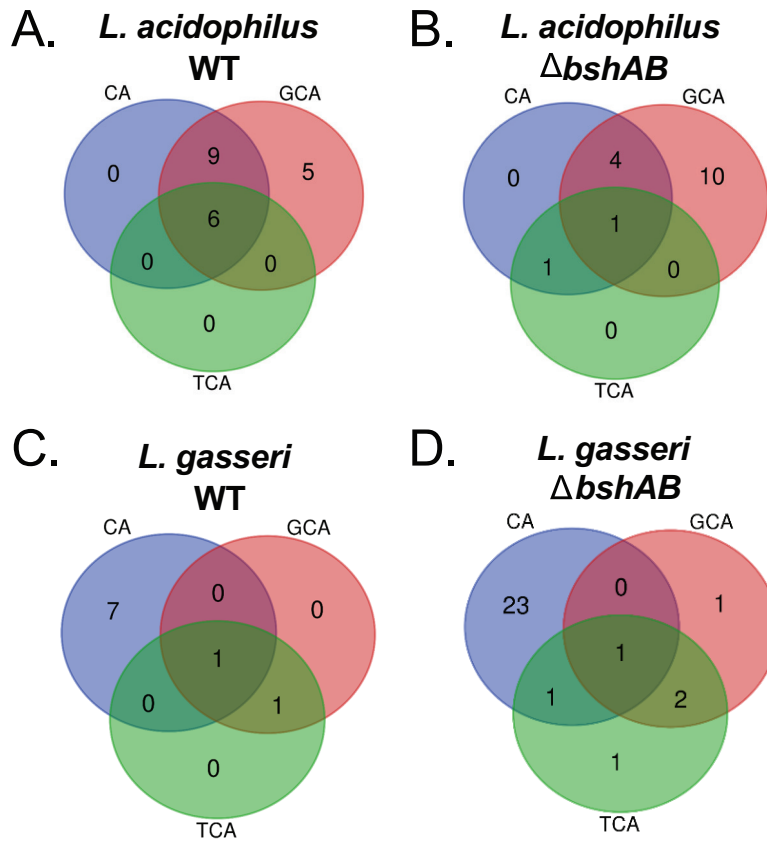 A. L. acidophilus
WT
CA
GCA
0
9
5
6
0
0
0
TCA
B. L. acidophilus
ΔbshAB
CA
GCA
0
4
10
1
1
0
0
TCA
C. L. gasseri
WT
CA
GCA
7
0
0
1
0
1
0
TCA
D. L. gasseri
ΔbshAB
CA
GCA
23
0
1
1
1
2
1
TCA